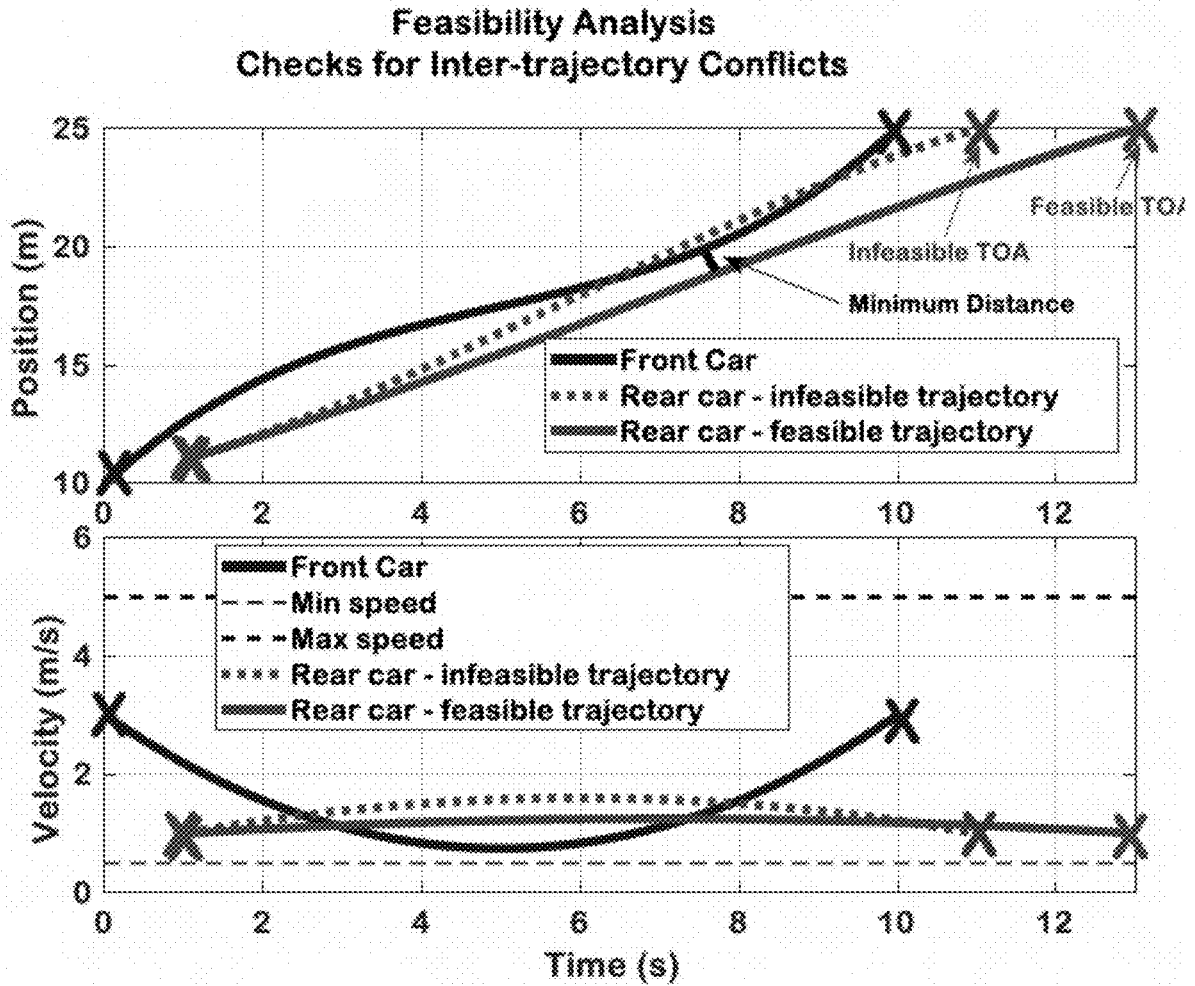 Feasibility Analysis
Checks for Inter-trajectory Conflicts
25
20
15
10
Position (m)
Feasible TOA
Infeasible TOA
Minimum Distance
Front Car
Rear car - infeasible trajectory
Rear car - feasible trajectory
0 2 4 6 8 10 12
6
4
2
0
Velocity (m/s)
Front Car
Min speed
Max speed
Rear car - infeasible trajectory
Rear car - feasible trajectory
0 2 4 6 8 10 12
Time (s)